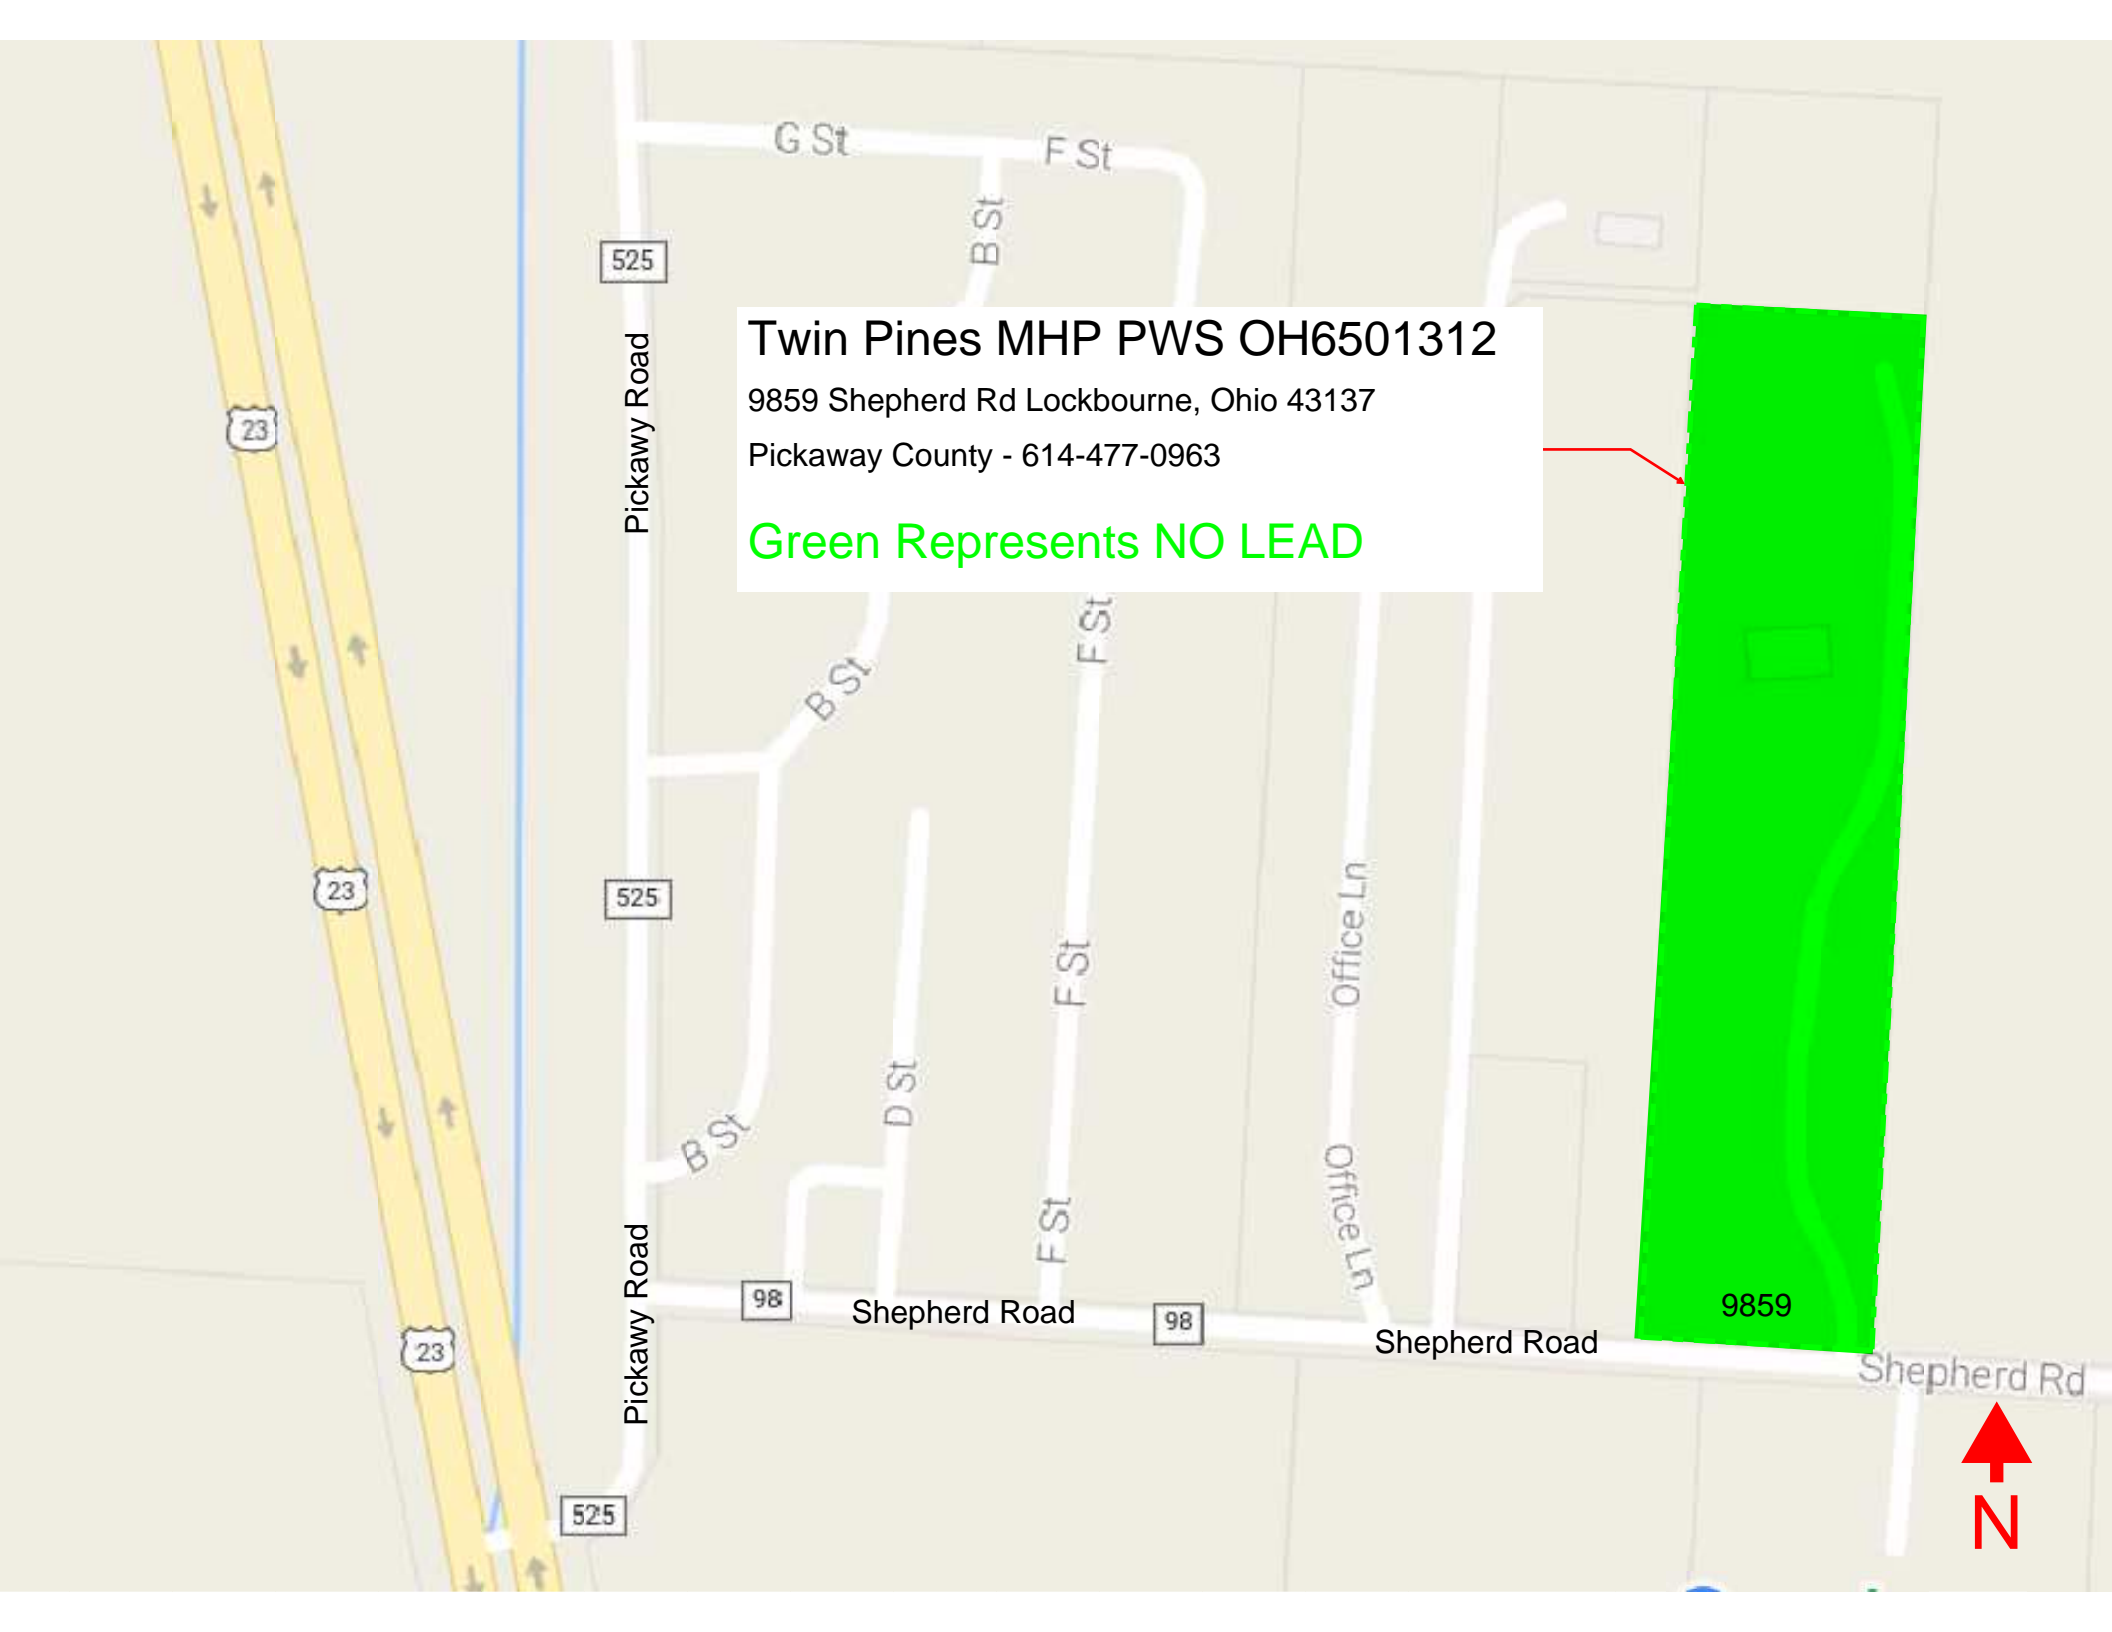 G St
F St
B St
525
Pickawy Road
Twin Pines MHP PWS OH6501312
9859 Shepherd Rd Lockbourne, Ohio 43137
Pickaway County - 614-477-0963
Green Represents NO LEAD
23
F St
B St
23
525
Office Ln
F St
D St
B St
Office Ln
F St
Pickawy Road
98
Shepherd Road
98
Shepherd Road
9859
23
Shepherd Rd
525
N